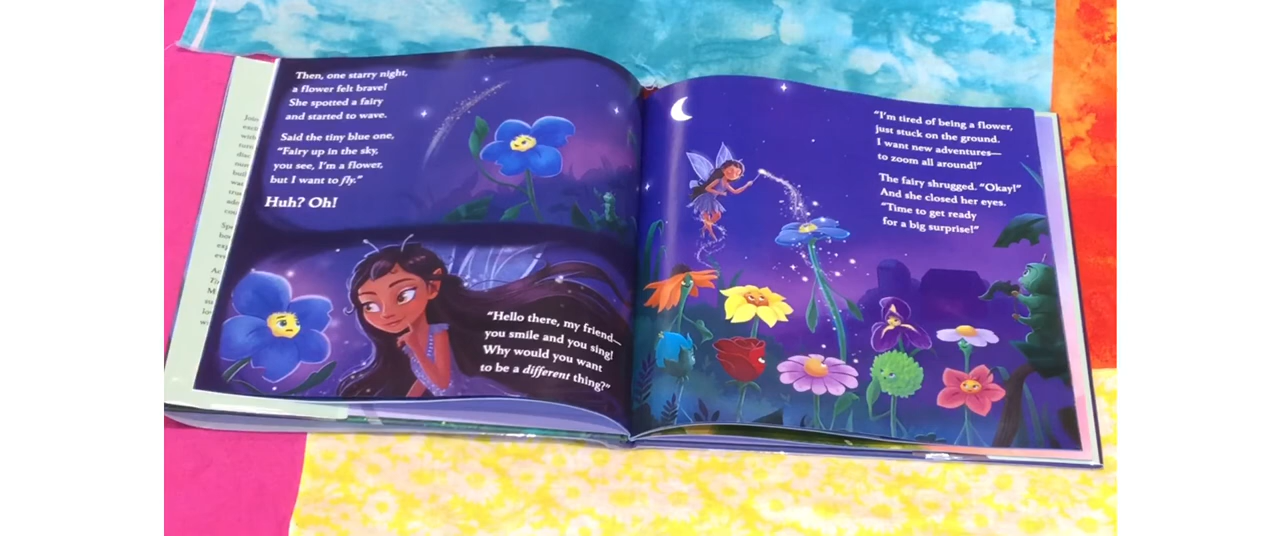 Then, one starry night,
a flower felt brave!
She spotted a fairy
and started to wave.
Said the tiny blue one,
“Fairy up in the sky,
you see, I’m a flower,
but I want to fly.”
Huh? Oh!
“Hello there, my friend—
you smile and you sing!
Why would you want
to be a different thing?”
“I’m tired of being a flower,
just stuck on the ground.
I want new adventures—
to zoom all around!”
The fairy shrugged. “Okay!”
And she closed her eyes.
“Time to get ready
for a big surprise!”